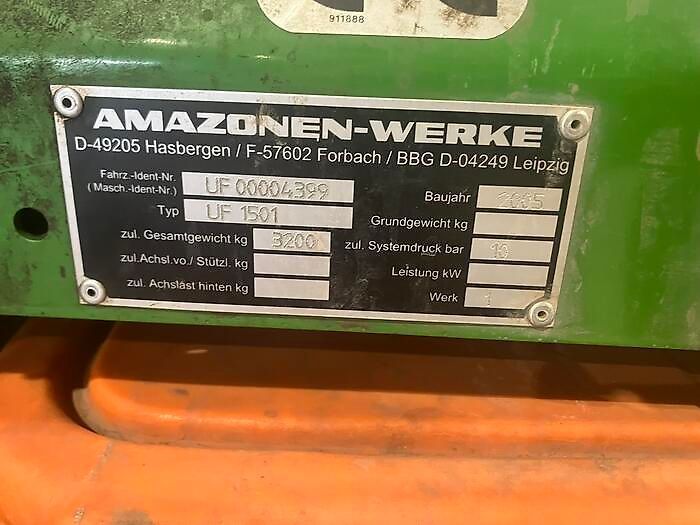 911888
AMAZONEN-WERKE
D-49205 Hasbergen / F-57602 Forbach / BBG D-04249 Leipzig
Fahrz.-Ident-Nr.
(Masch.-Ident-Nr.) UF 00004399
Typ UF 1501
zul. Gesamtgewicht kg 3200
zul.Achsl.vo./ Stützl. kg
zul. Achslast hinten kg
Baujahr 2005
Grundgewicht kg
zul. Systemdruck bar 10
Leistung kW
Werk 1